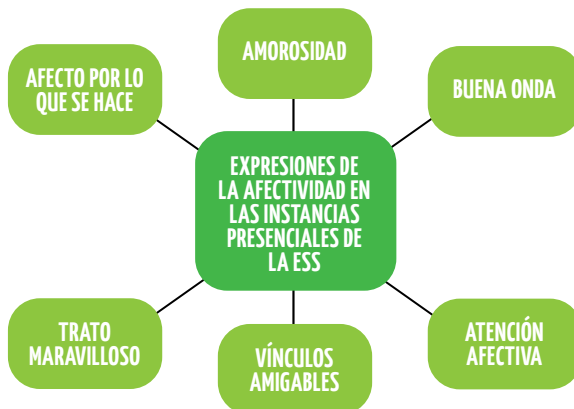 AMOROSIDAD
AFECTO POR LO
QUE SE HACE
BUENA ONDA
EXPRESIONES DE
LA AFECTIVIDAD EN
LAS INSTANCIAS
PRESENCIALES DE
LA ESS
TRATO
MARAVILLOSO
VÍNCULOS
AMIGABLES
ATENCIÓN
AFECTIVA